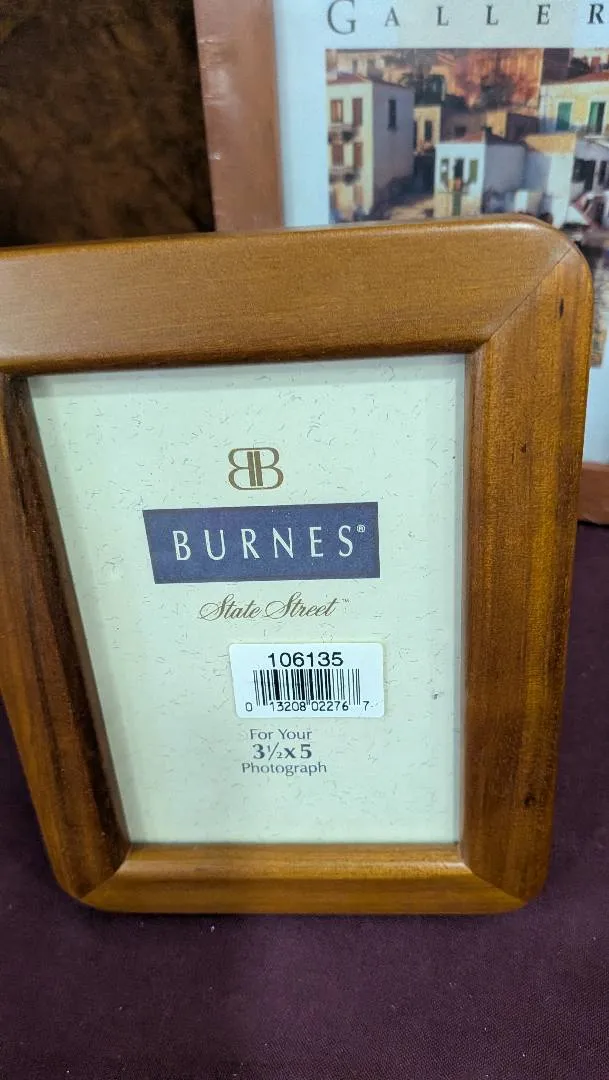 GALLER
BB
BURNES®
State Street™
106135
0 13208 02276 7
For Your
3½x5
Photograph